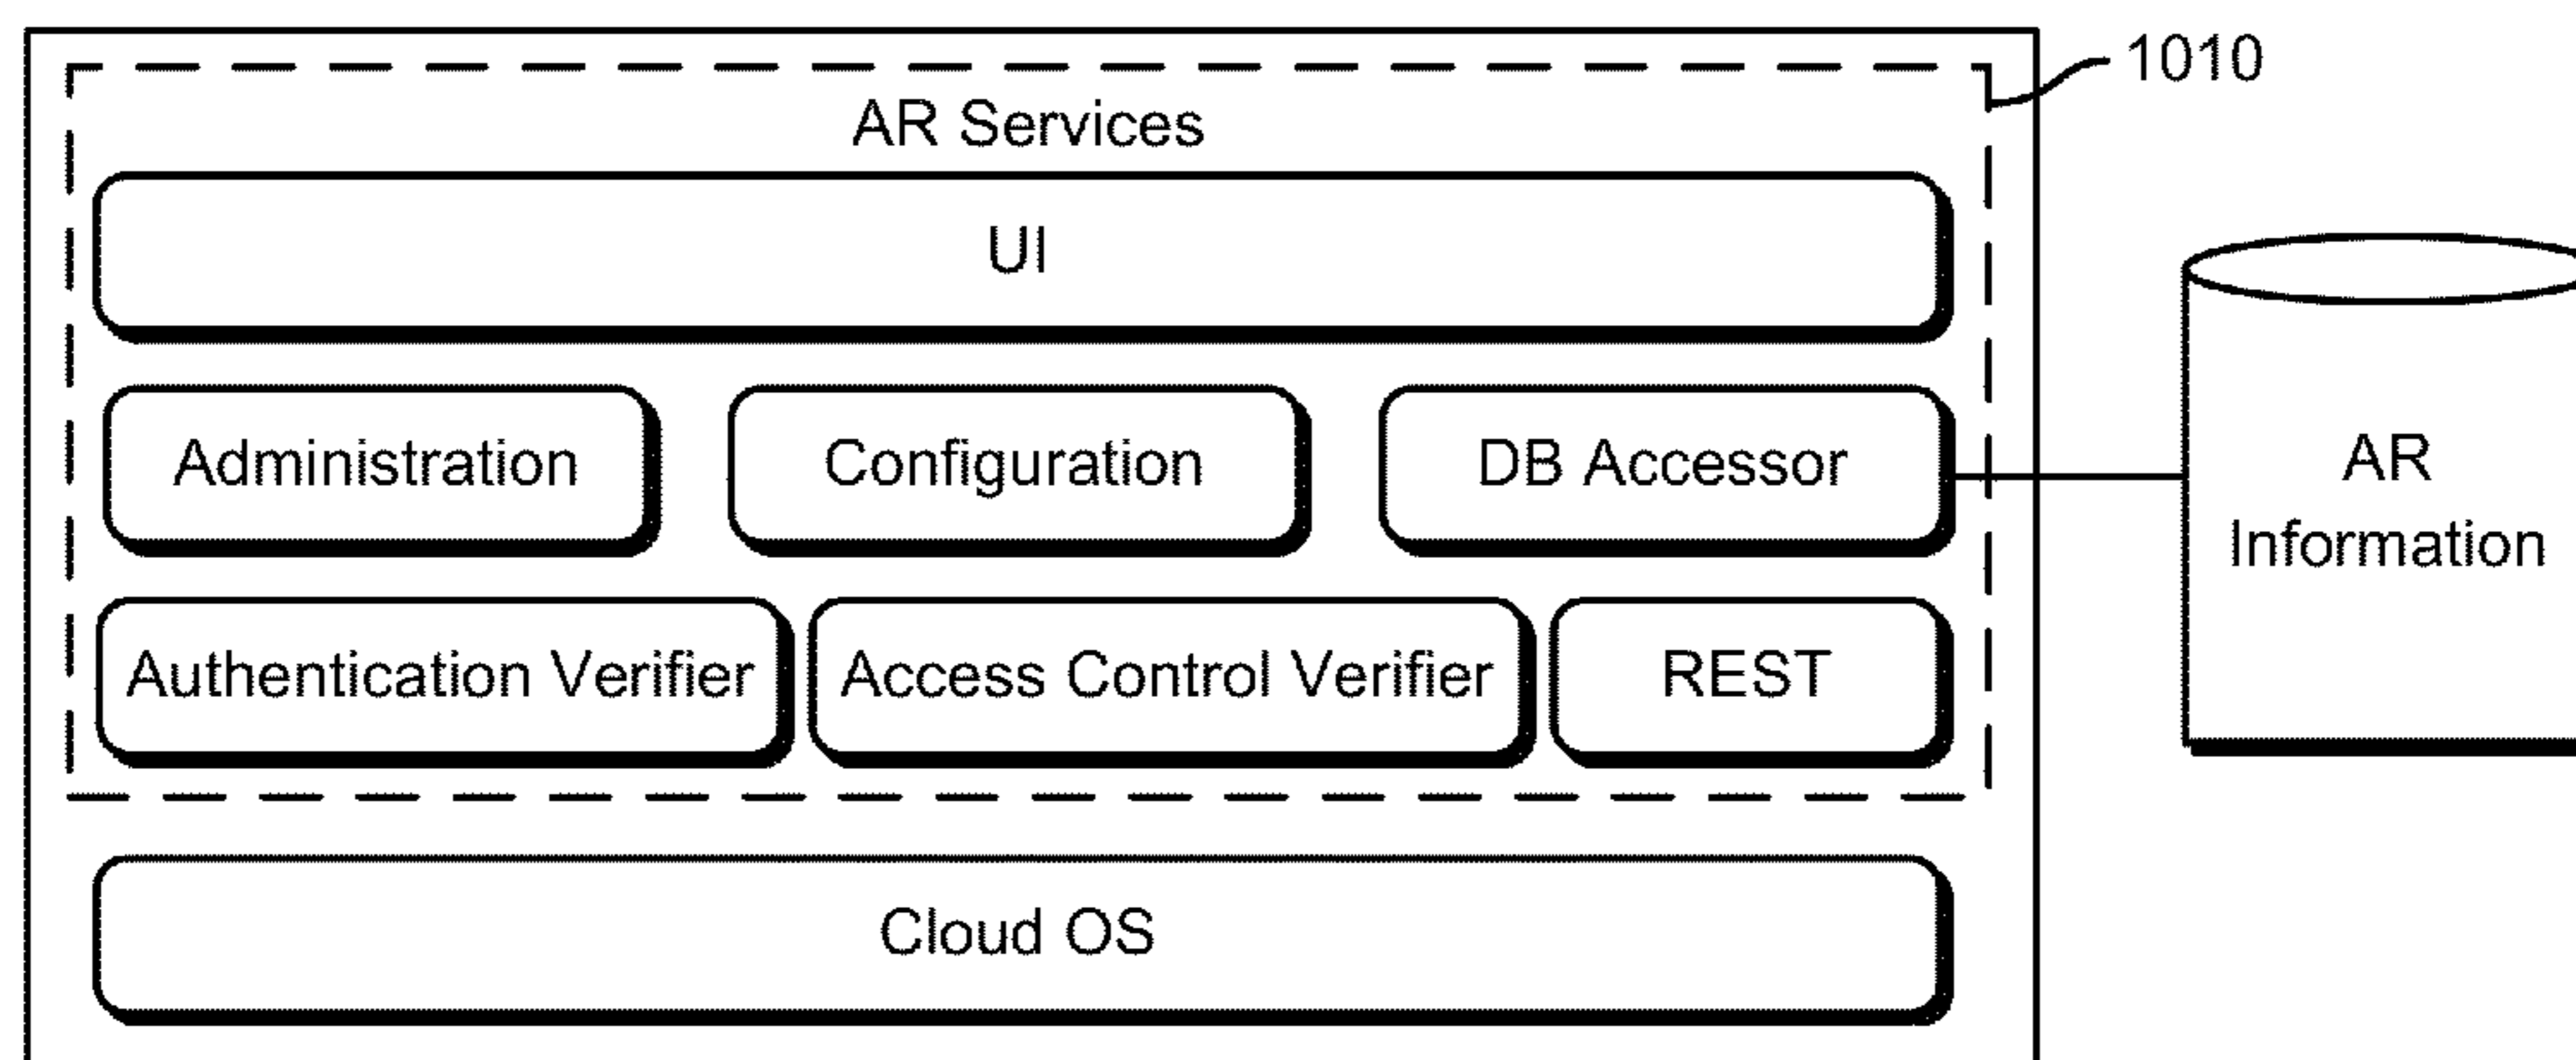 1010
AR Services
UI
Administration
Configuration
DB Accessor
AR
Information
Authentication Verifier
Access Control Verifier
REST
Cloud OS